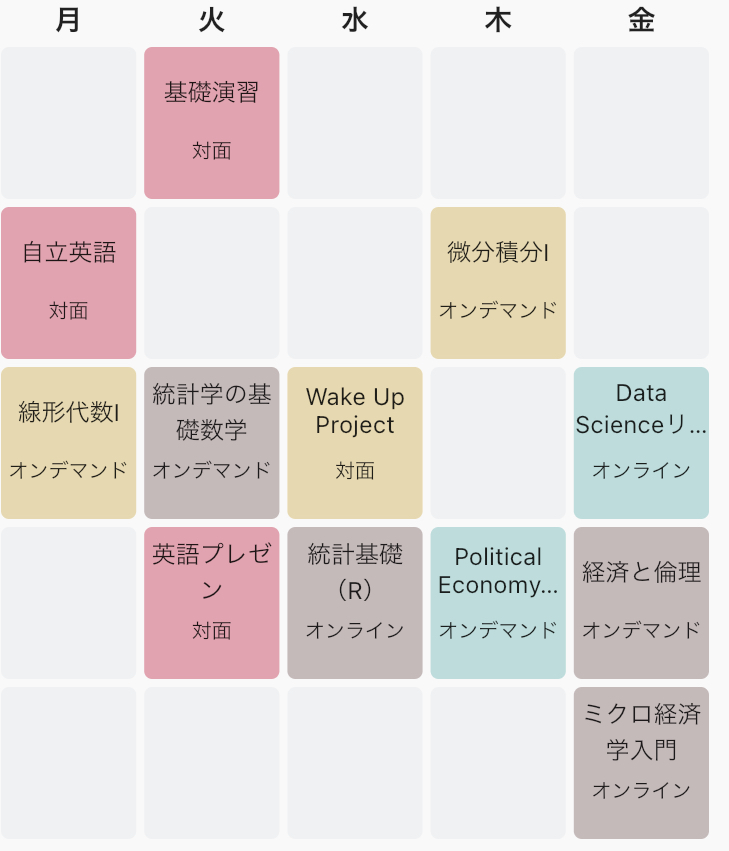 月 火 水 木 金
基礎演習
対面
自立英語
対面
微分積分I
オンデマンド
線形代数I
オンデマンド
統計学の基
礎数学
オンデマンド
Wake Up
Project
対面
Data
Scienceリ...
オンライン
英語プレゼ
ン
対面
統計基礎
（R）
オンライン
Political
Economy...
オンデマンド
経済と倫理
オンデマンド
ミクロ経済
学入門
オンライン